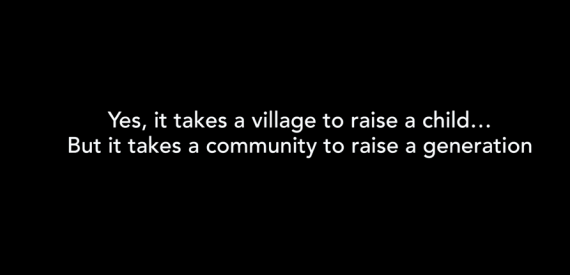 Yes, it takes a village to raise a child...
But it takes a community to raise a generation